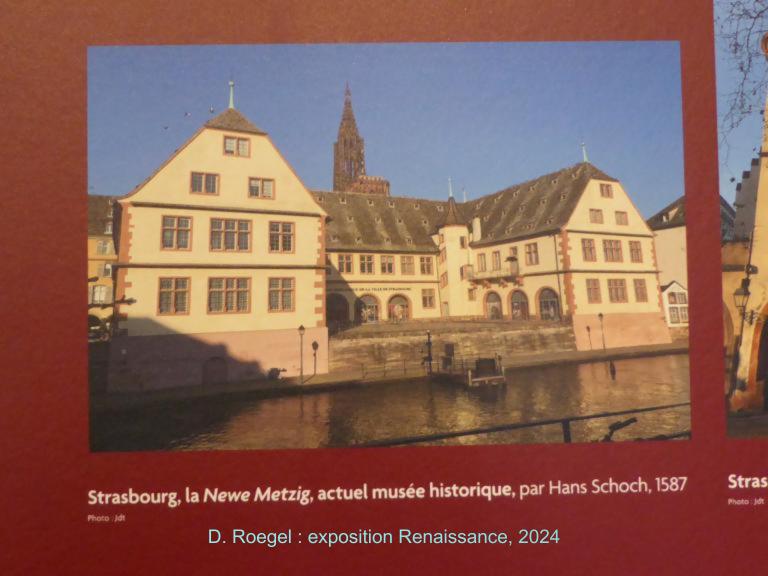 DE LA VILLE DE STRASBOURG
Strasbourg, la Newe Metzig, actuel musée historique, par Hans Schoch, 1587
Photo : Jdt
Stras
Photo : Jdt
D. Roegel : exposition Renaissance, 2024